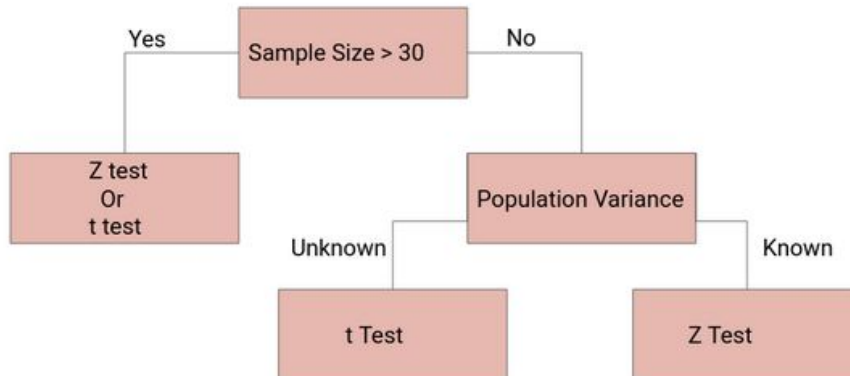 Yes
Sample Size > 30
No
Z test
Or
t test
Population Variance
Unknown
Known
t Test
Z Test